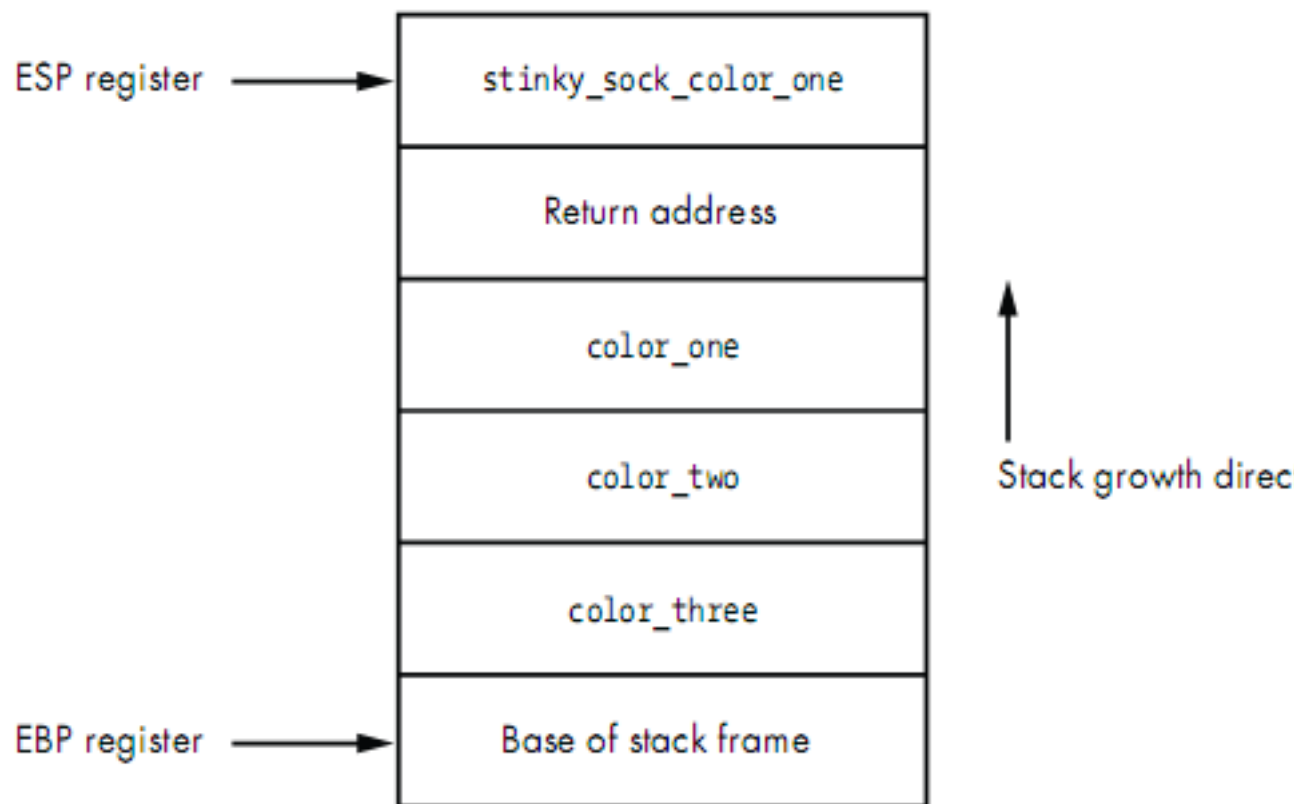 ESP register
stinky_sock_color_one
Return address
color_one
color_two
Stack growth direc
color_three
EBP register
Base of stack frame